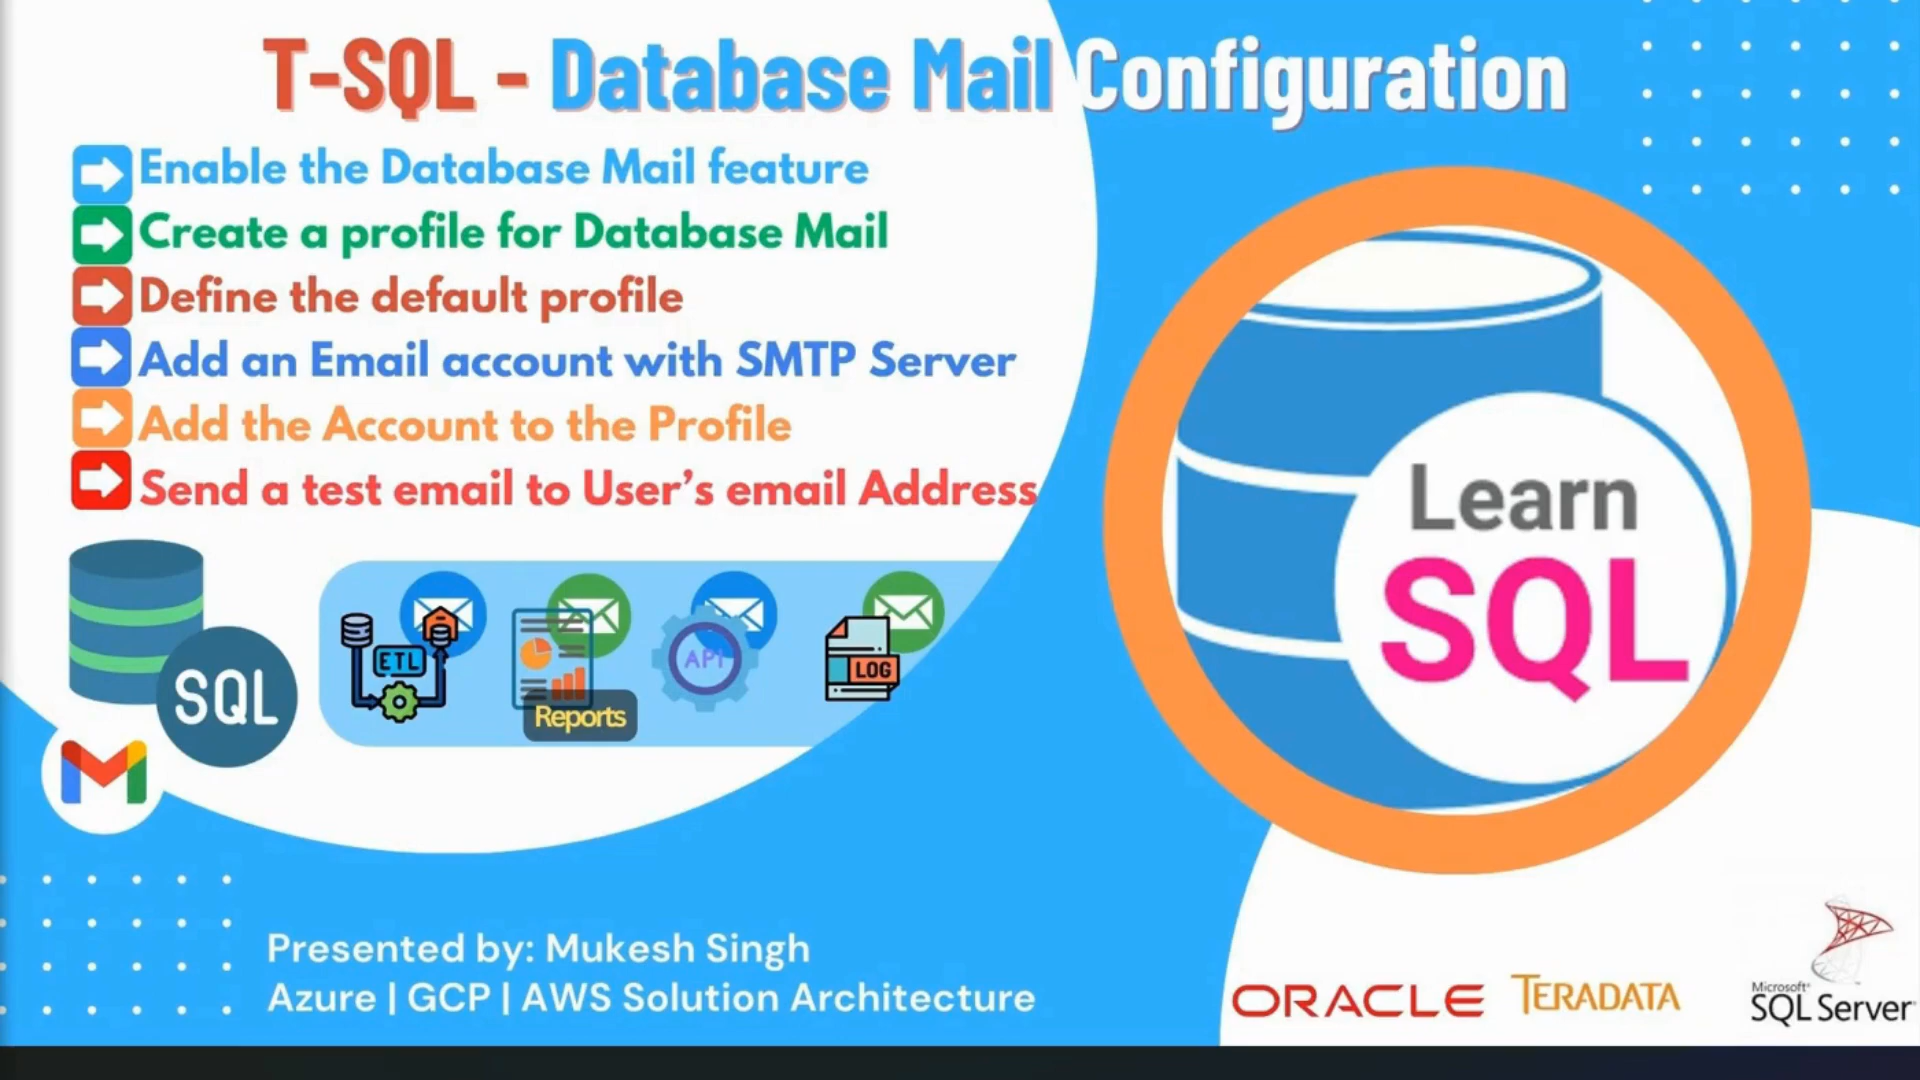 T-SQL - Database Mail Configuration
Enable the Database Mail feature
Create a profile for Database Mail
Define the default profile
Add an Email account with SMTP Server
Add the Account to the Profile
Send a test email to User's email Address
Learn
SQL
ETL
API
LOG
SQL
Reports
Presented by: Mukesh Singh
Azure | GCP | AWS Solution Architecture
ORACLE
TERADATA
Microsoft®
SQL Server